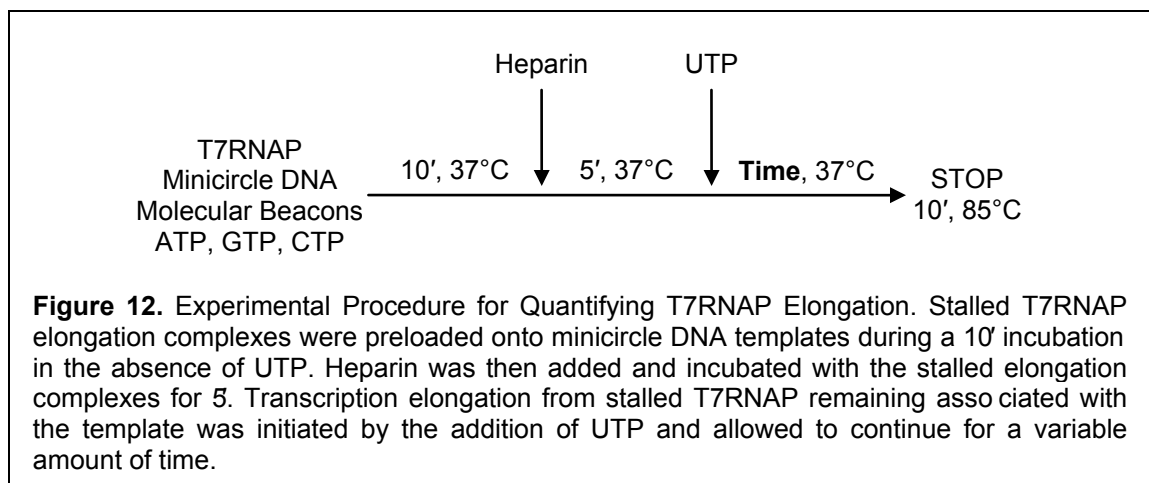 Heparin UTP
T7RNAP
Minicircle DNA
Molecular Beacons
ATP, GTP, CTP
10′, 37°C 5′, 37°C Time, 37°C
STOP
10′, 85°C
Figure 12. Experimental Procedure for Quantifying T7RNAP Elongation. Stalled T7RNAP
elongation complexes were preloaded onto minicircle DNA templates during a 10′ incubation
in the absence of UTP. Heparin was then added and incubated with the stalled elongation
complexes for 5′. Transcription elongation from stalled T7RNAP remaining asso ciated with
the template was initiated by the addition of UTP and allowed to continue for a variable
amount of time.